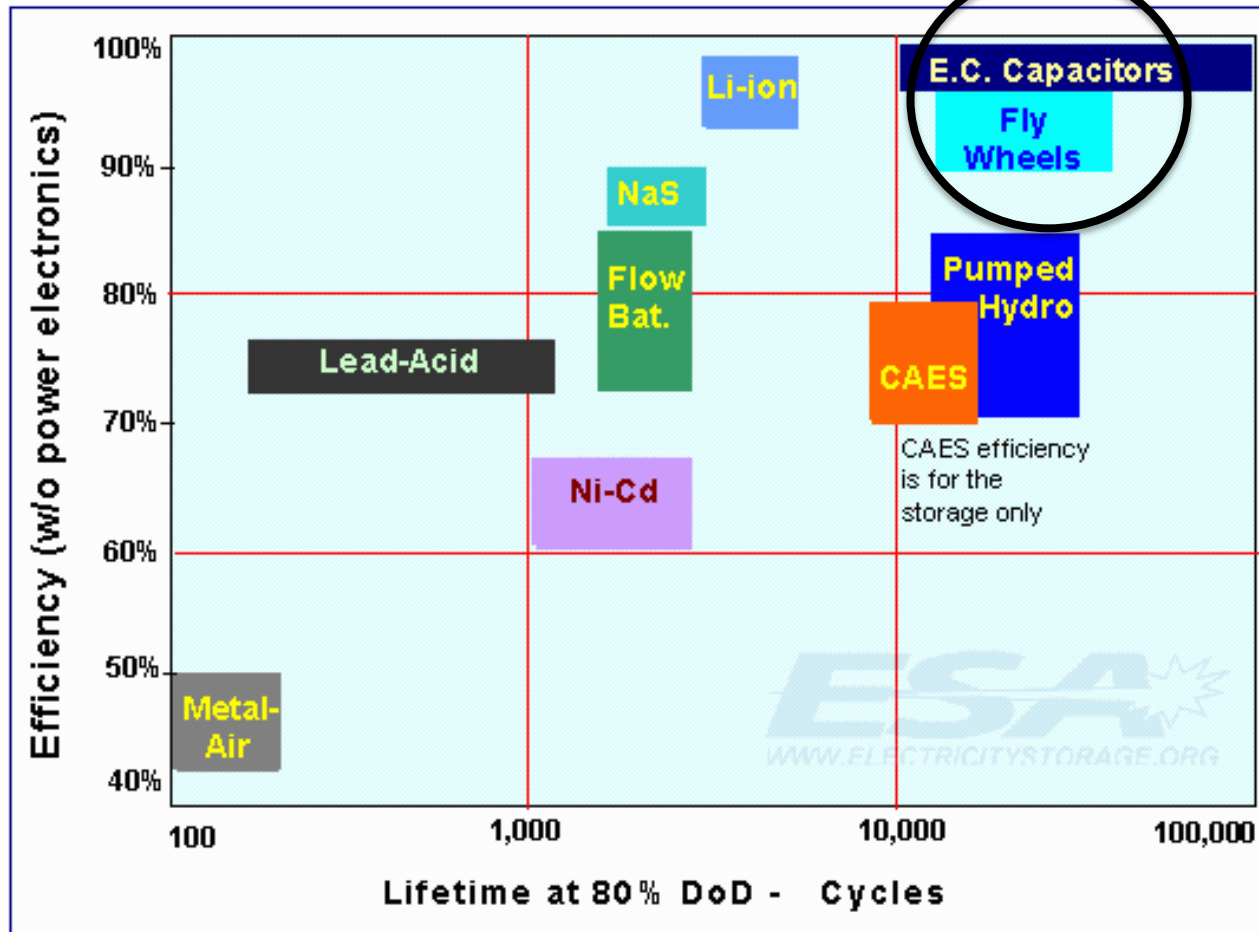 Efficiency (w/o power electronics)
100%
90%
80%
70%
60%
50%
40%
E.C. Capacitors
Li-ion
Fly
Wheels
NaS
Flow
Bat.
Pumped
Hydro
Lead-Acid
CAES
CAES efficiency
is for the
storage only
Ni-Cd
Metal-
Air
ESA
WWW.ELECTRICITYSTORAGE.ORG
100
1,000
10,000
100,000
Lifetime at 80% DoD - Cycles